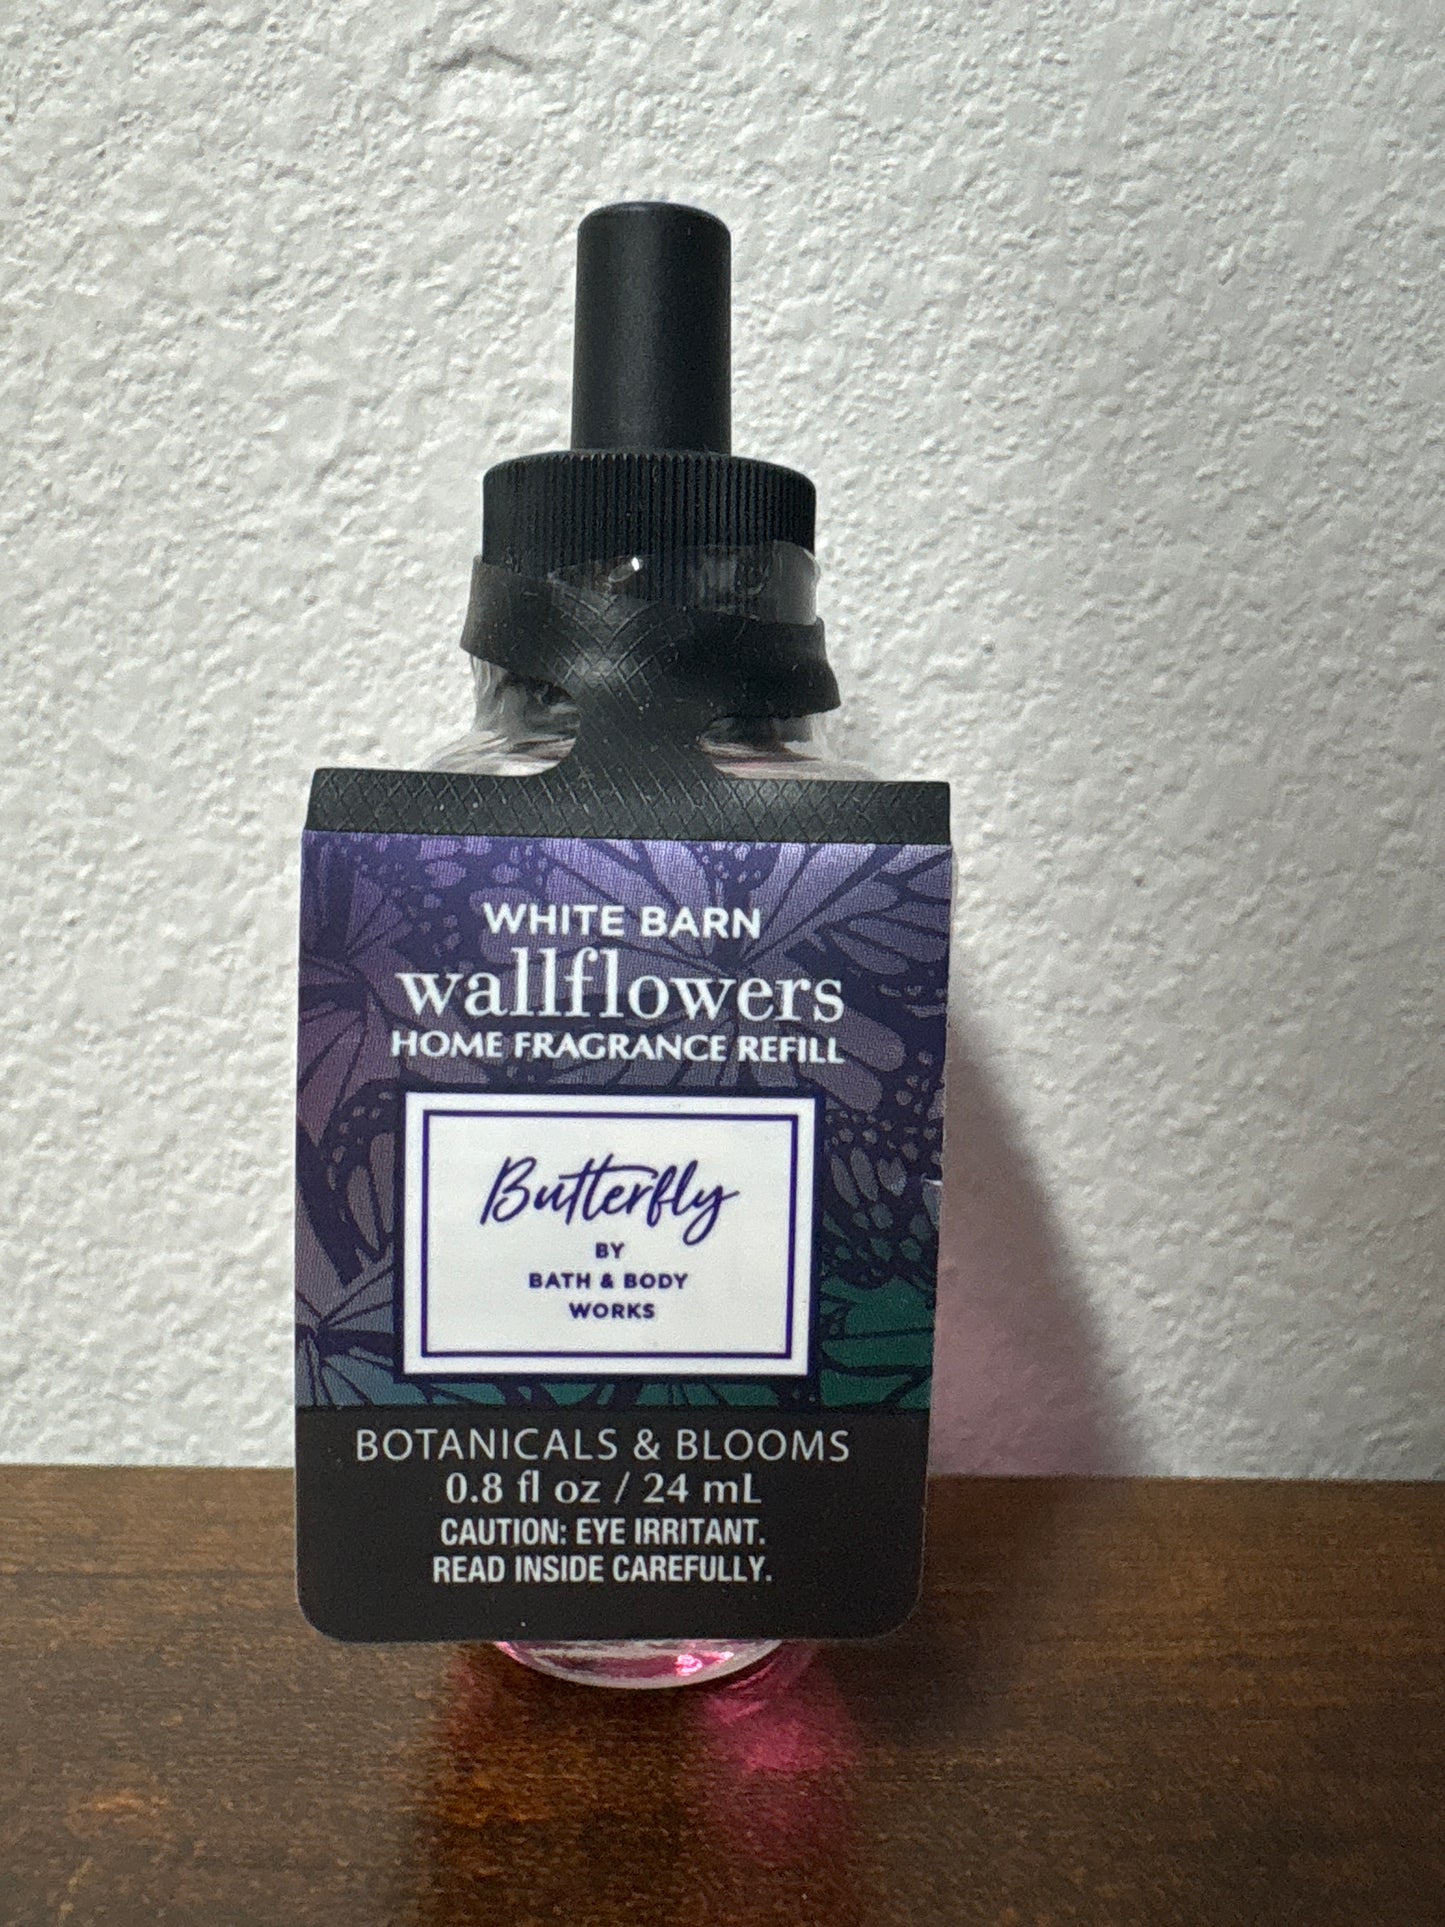 WHITE BARN
wallflowers
HOME FRAGRANCE REFILL
Butterfly
BY
BATH & BODY
WORKS
BOTANICALS & BLOOMS
0.8 fl oz / 24 mL
CAUTION: EYE IRRITANT.
READ INSIDE CAREFULLY.